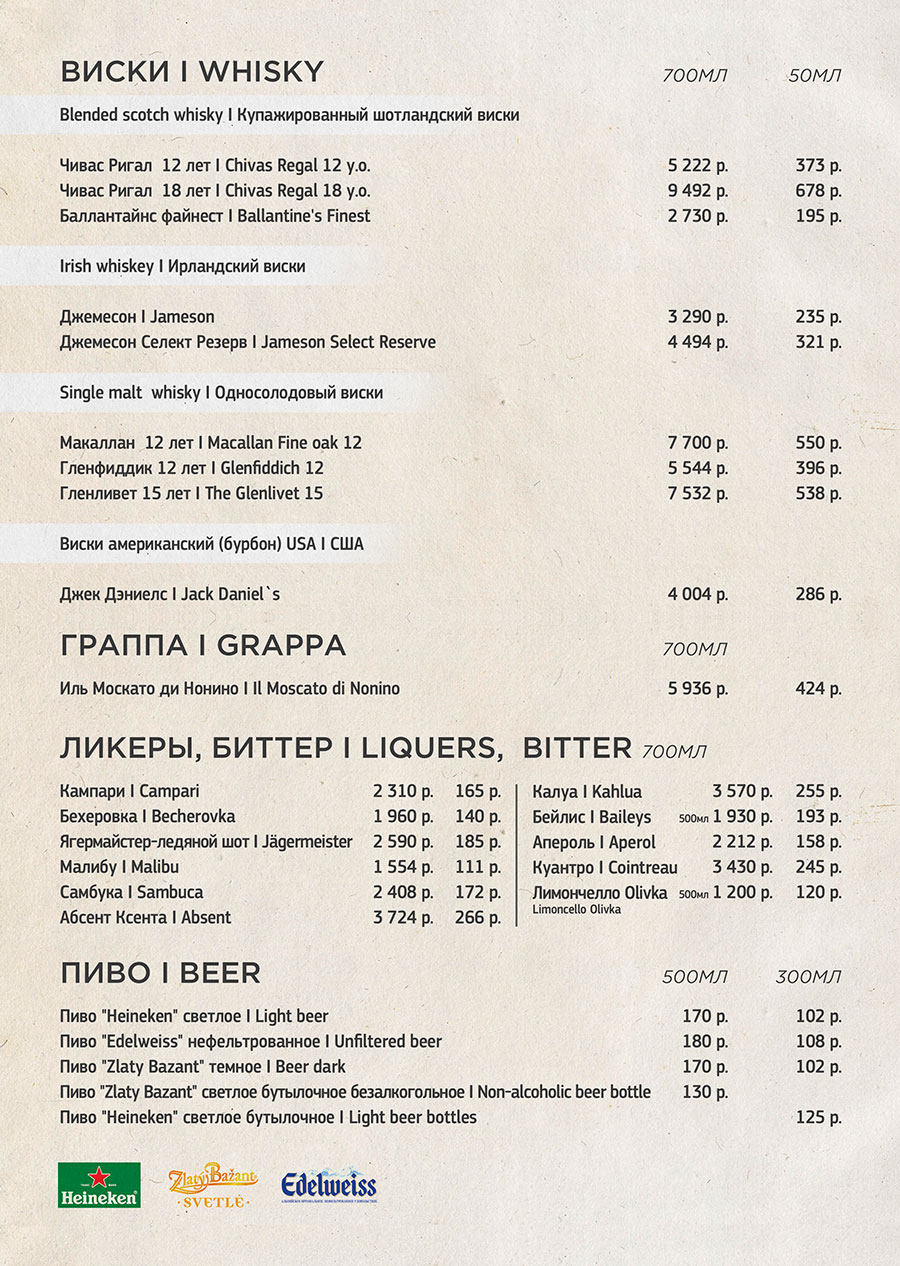 ВИСКИ I WHISKY 700МЛ 50МЛ
Blended scotch whisky I Купажированный шотландский виски
Чивас Ригал 12 лет I Chivas Regal 12 y.o. 5 222 р. 373 р.
Чивас Ригал 18 лет I Chivas Regal 18 y.o. 9 492 р. 678 р.
Баллантайнс файнест I Ballantine's Finest 2 730 р. 195 р.
Irish whiskey I Ирландский виски
Джемесон I Jameson 3 290 р. 235 р.
Джемесон Селект Резерв I Jameson Select Reserve 4 494 р. 321 р.
Single malt whisky I Односолодовый виски
Макаллан 12 лет I Macallan Fine oak 12 7 700 р. 550 р.
Гленфиддик 12 лет I Glenfiddich 12 5 544 р. 396 р.
Гленливет 15 лет I The Glenlivet 15 7 532 р. 538 р.
Виски американский (бурбон) USA I США
Джек Дэниелс I Jack Daniel`s 4 004 р. 286 р.
ГРАППА I GRAPPA 700МЛ
Иль Москато ди Нонино I Il Moscato di Nonino 5 936 р. 424 р.
ЛИКЕРЫ, БИТТЕР I LIQUERS, BITTER 700МЛ
Кампари I Campari 2 310 р. 165 р.
Бехеровка I Becherovka 1 960 р. 140 р.
Ягермайстер-ледяной шот I Jägermeister 2 590 р. 185 р.
Малибу I Malibu 1 554 р. 111 р.
Самбука I Sambuca 2 408 р. 172 р.
Абсент Ксента I Absent 3 724 р. 266 р.
Калуа I Kahlua 3 570 р. 255 р.
Бейлис I Baileys 500мл 1 930 р. 193 р.
Апероль I Aperol 2 212 р. 158 р.
Куантро I Cointreau 3 430 р. 245 р.
Лимончелло Olivka 500мл 1 200 р. 120 р.
Limoncello Olivka
ПИВО I BEER 500МЛ 300МЛ
Пиво "Heineken" светлое I Light beer 170 р. 102 р.
Пиво "Edelweiss" нефельтрованное I Unfiltered beer 180 р. 108 р.
Пиво "Zlaty Bazant" темное I Beer dark 170 р. 102 р.
Пиво "Zlaty Bazant" светлое бутылочное безалкогольное I Non-alcoholic beer bottle 130 р.
Пиво "Heineken" светлое бутылочное I Light beer bottles 125 р.
Heineken
Zlatý Bažant
SVETLÉ
Edelweiss